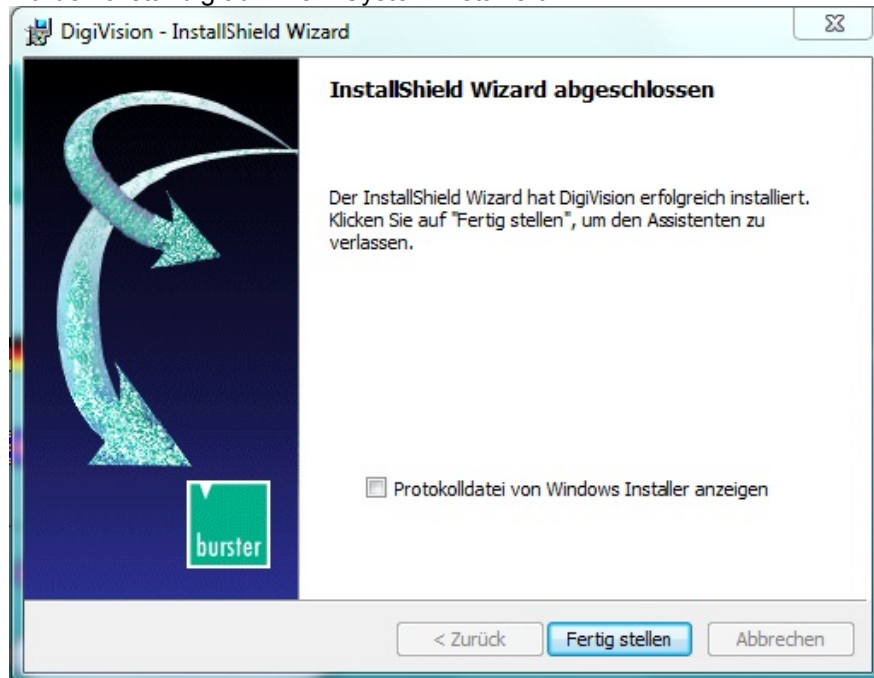 DigiVision - InstallShield Wizard
InstallShield Wizard abgeschlossen
Der InstallShield Wizard hat DigiVision erfolgreich installiert.
Klicken Sie auf "Fertig stellen", um den Assistenten zu
verlassen.
Protokolldatei von Windows Installer anzeigen
burster
< Zurück Fertig stellen Abbrechen